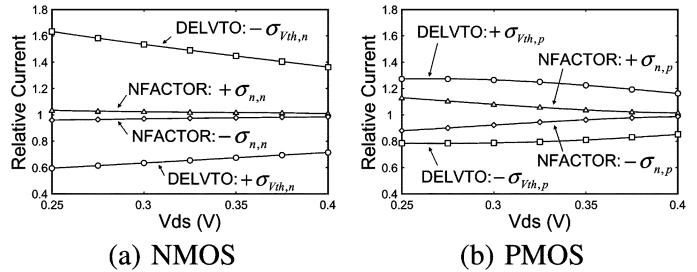 Relative Current
1.8
1.6
1.4
1.2
1
0.8
0.6
0.4
DELVTO: −σVth,n
NFACTOR: +σn,n
NFACTOR: −σn,n
DELVTO: +σVth,n
0.25
0.3
0.35
0.4
Vds (V)
(a) NMOS
Relative Current
1.8
1.6
1.4
1.2
1
0.8
0.6
0.4
DELVTO: +σVth,p
NFACTOR: +σn,p
NFACTOR: −σn,p
DELVTO: −σVth,p
0.25
0.3
0.35
0.4
Vds (V)
(b) PMOS